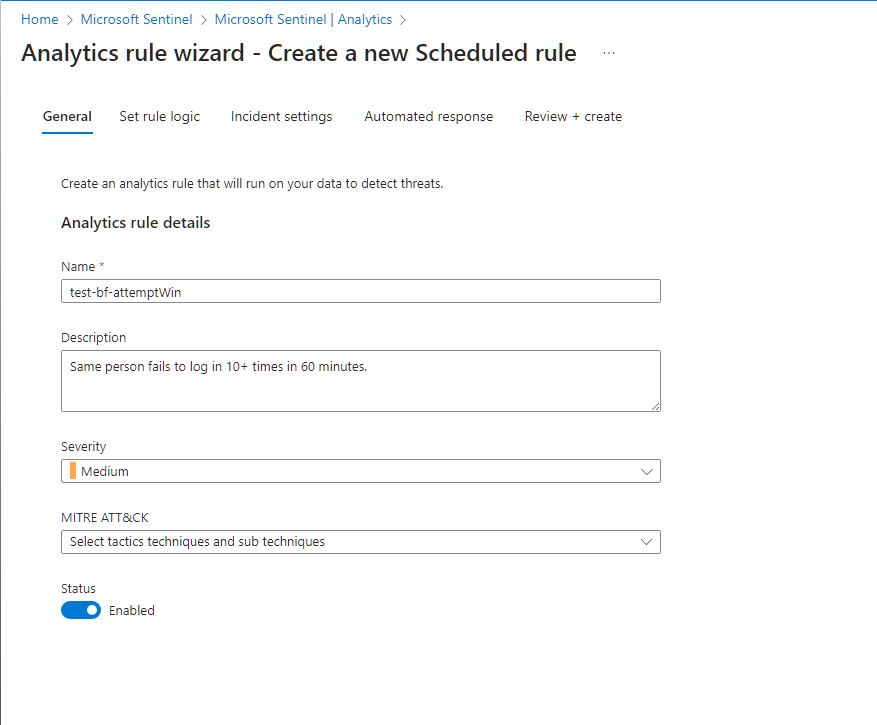 Home > Microsoft Sentinel > Microsoft Sentinel | Analytics >
Analytics rule wizard - Create a new Scheduled rule ...
General Set rule logic Incident settings Automated response Review + create
Create an analytics rule that will run on your data to detect threats.
Analytics rule details
Name *
test-bf-attemptWin
Description
Same person fails to log in 10+ times in 60 minutes.
Severity
Medium
MITRE ATT&CK
Select tactics techniques and sub techniques
Status
Enabled